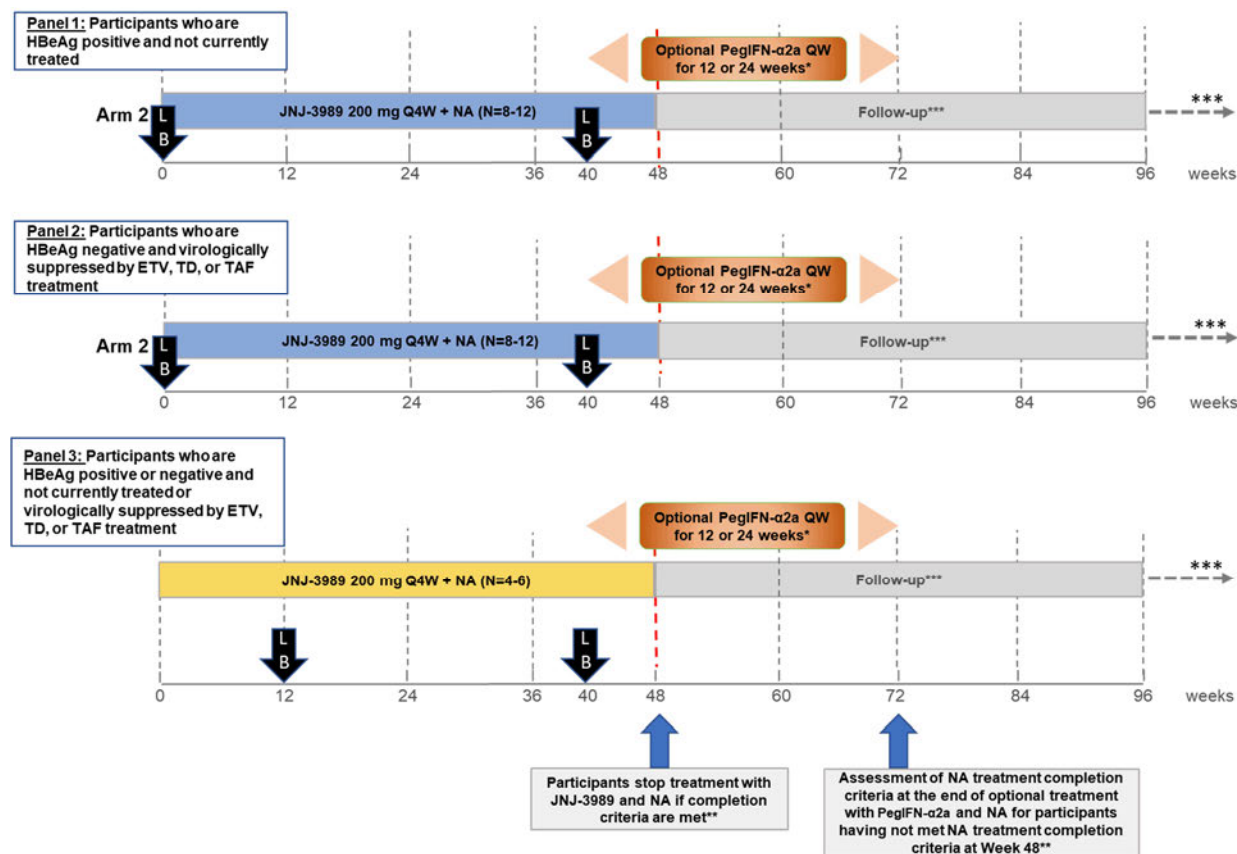 Panel 1: Participants who are
HBeAg positive and not currently
treated
Optional PegIFN-α2a QW
for 12 or 24 weeks*
Arm 2
L
B
JNJ-3989 200 mg Q4W + NA (N=8-12)
L
B
Follow-up***
***
0 12 24 36 40 48 60 72 84 96 weeks
Panel 2: Participants who are
HBeAg negative and virologically
suppressed by ETV, TD, or TAF
treatment
Optional PegIFN-α2a QW
for 12 or 24 weeks*
Arm 2
L
B
JNJ-3989 200 mg Q4W + NA (N=8-12)
L
B
Follow-up***
***
0 12 24 36 40 48 60 72 84 96 weeks
Panel 3: Participants who are
HBeAg positive or negative and
not currently treated or
virologically suppressed by ETV,
TD, or TAF treatment
Optional PegIFN-α2a QW
for 12 or 24 weeks*
JNJ-3989 200 mg Q4W + NA (N=4-6)
Follow-up***
***
L
B
L
B
0 12 24 36 40 48 60 72 84 96 weeks
Participants stop treatment with
JNJ-3989 and NA if completion
criteria are met**
Assessment of NA treatment completion
criteria at the end of optional treatment
with PegIFN-α2a and NA for participants
having not met NA treatment completion
criteria at Week 48**